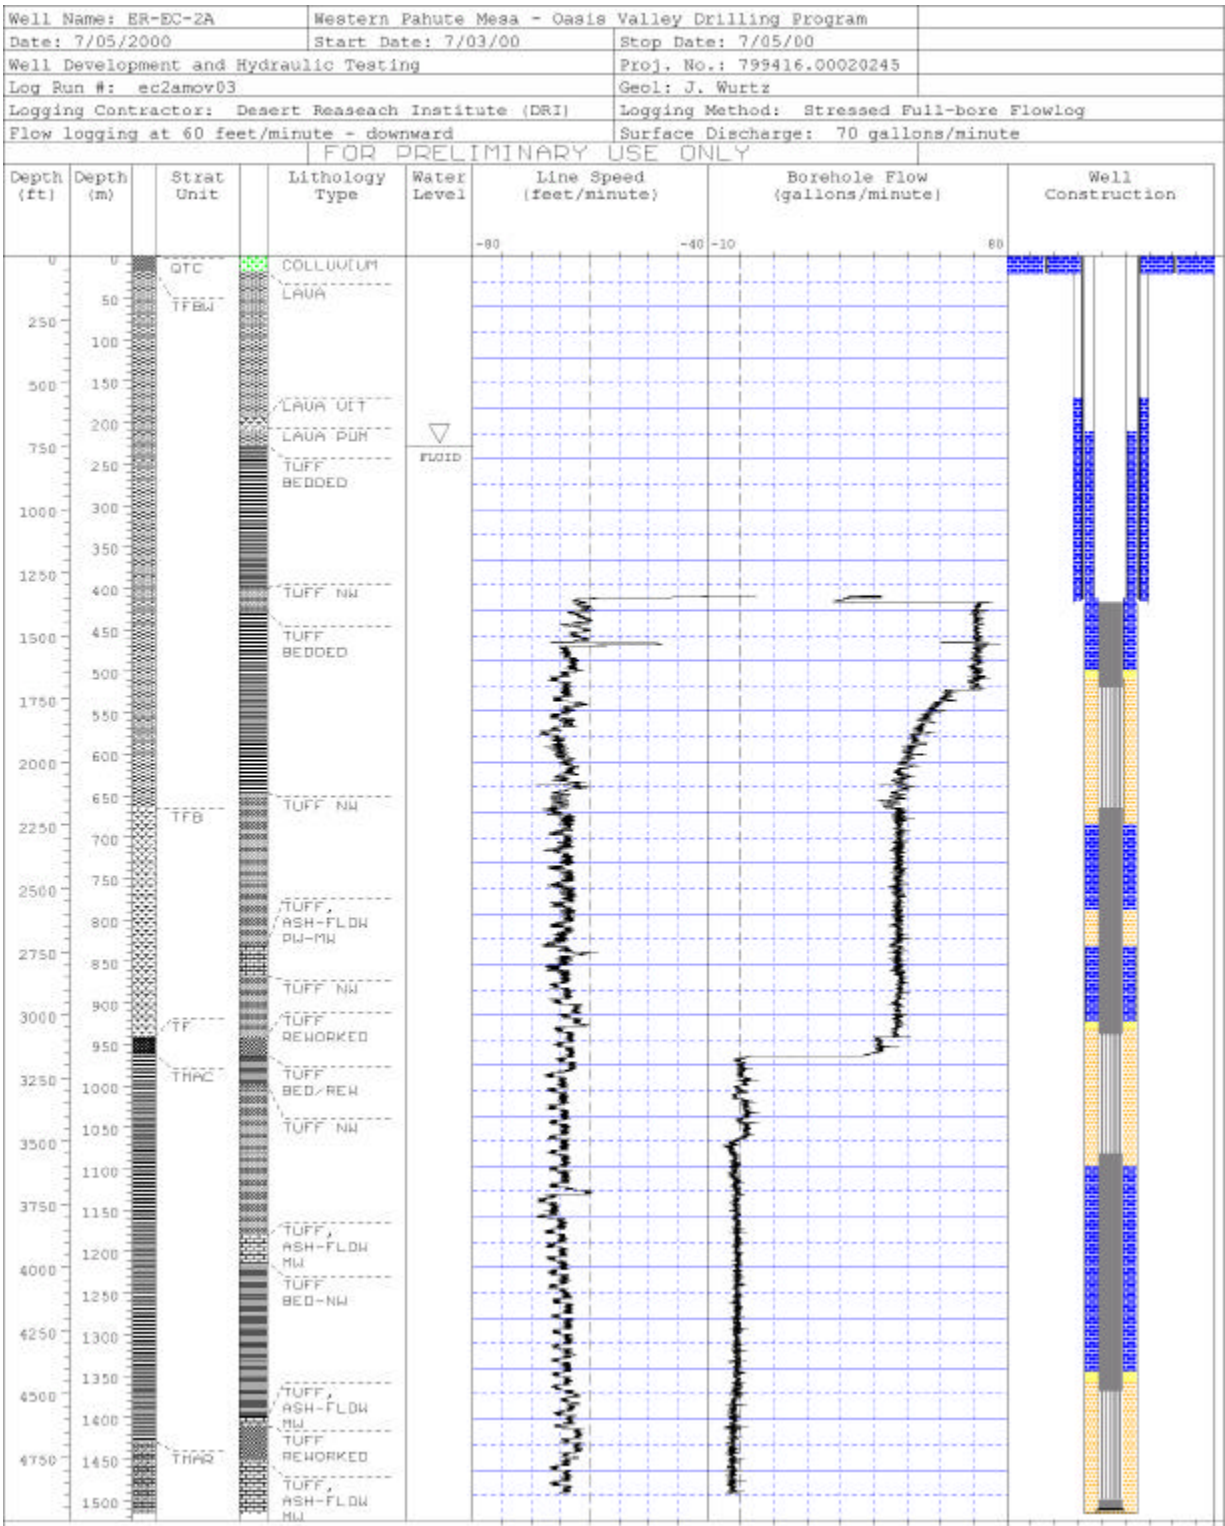 Well Name: ER-EC-2A Western Pahute Mesa - Oasis Valley Drilling Program
Date: 7/05/2000 Start Date: 7/03/00 Stop Date: 7/05/00
Well Development and Hydraulic Testing Proj. No.: 799416.00020245
Log Run #: ec2amov03 Geol: J. Wurtz
Logging Contractor: Desert Reaseach Institute (DRI) Logging Method: Stressed Full-bore Flowlog
Flow logging at 60 feet/minute - downward Surface Discharge: 70 gallons/minute
FOR PRELIMINARY USE ONLY
Depth Depth Strat Lithology Water Line Speed Borehole Flow Well
(ft) (m) Unit Type Level (feet/minute) (gallons/minute) Construction
-80 -40 -10 80
0 0 QTC COLLUVIUM
LAVA
50 TFBW
250
100
150
500
LAVA VIT
200
LAVA PUM
750 FLUID
250 TUFF
BEDDED
1000
300
350
1250
400 TUFF NW
450
1500 TUFF
BEDDED
500
1750
550
600
2000
650 TUFF NW
TFB
2250
700
750
2500
TUFF,
800 ASH-FLOW
PW-MW
2750
850
TUFF NW
900
3000 TUFF
TF REWORKED
950
3250 TMAC TUFF
1000 BED/REW
1050 TUFF NW
3500
1100
3750
1150
TUFF,
1200 ASH-FLOW
MW
4000
TUFF
1250 BED-NW
4250
1300
1350
4500 TUFF,
ASH-FLOW
1400 MW
TUFF
4750 1450 TMAR REWORKED
TUFF,
1500 ASH-FLOW
MW